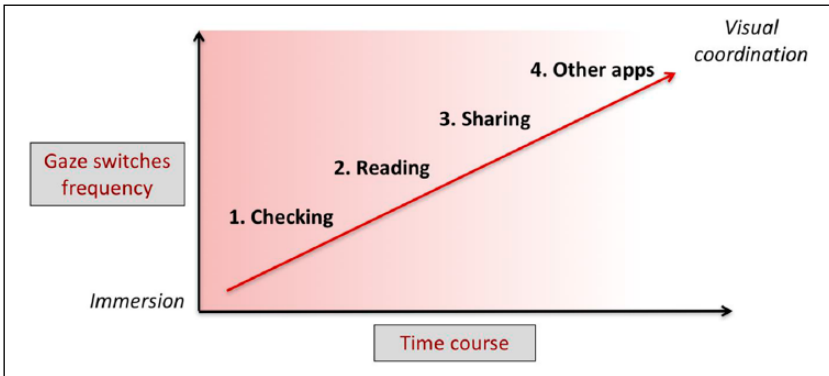 Visual
coordination
4. Other apps
3. Sharing
Gaze switches
frequency
2. Reading
1. Checking
Immersion
Time course